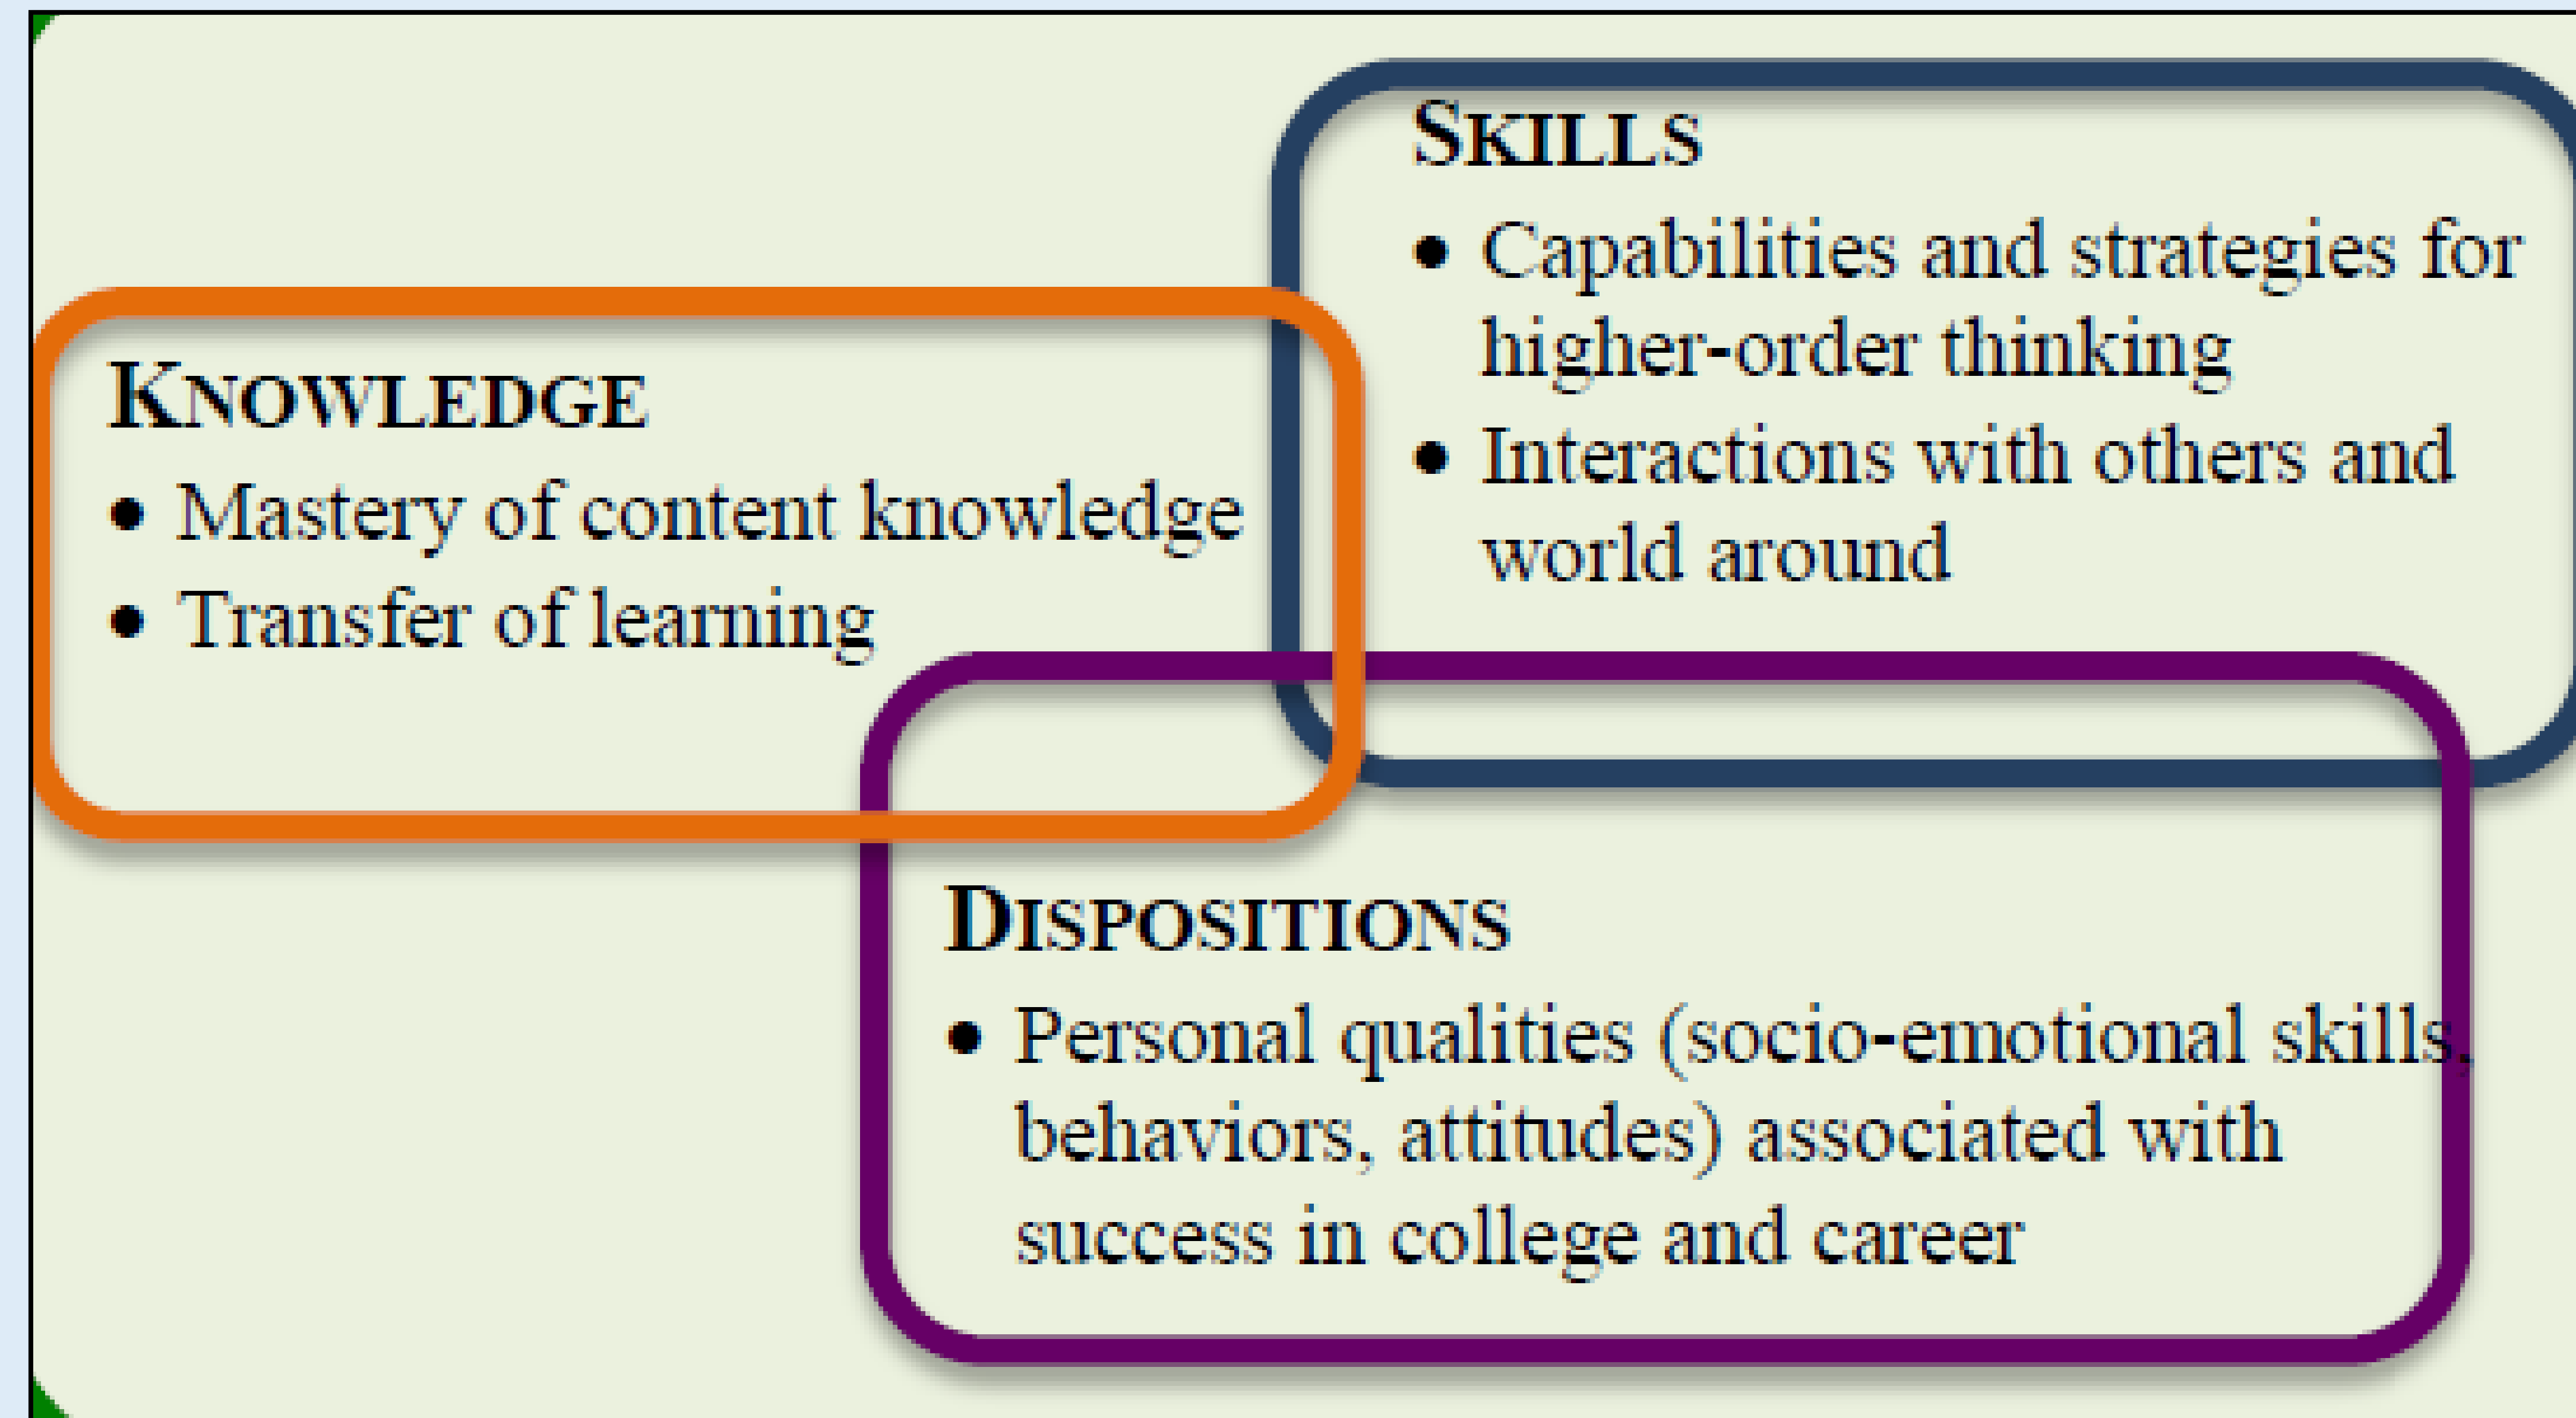 SKILLS
• Capabilities and strategies for
higher-order thinking
• Interactions with others and
world around
KNOWLEDGE
• Mastery of content knowledge
• Transfer of learning
DISPOSITIONS
• Personal qualities (socio-emotional skills,
behaviors, attitudes) associated with
success in college and career